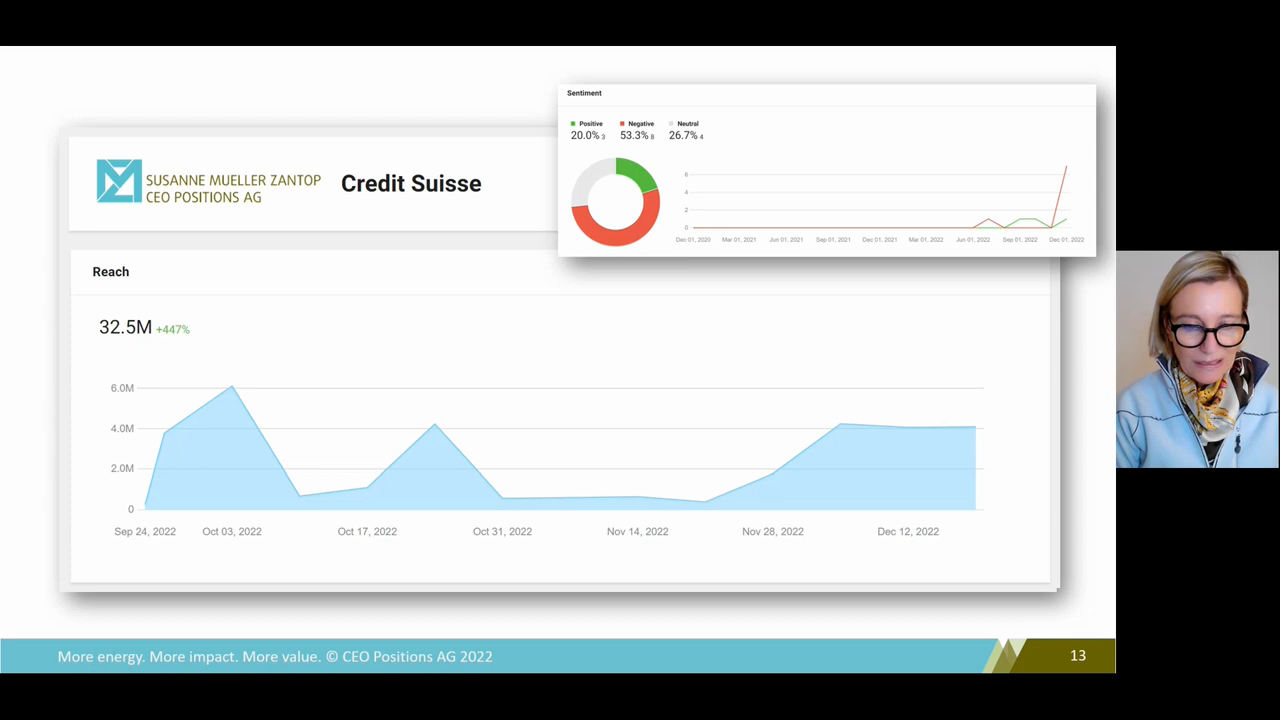 Sentiment
Positive Negative Neutral
20.0% 3 53.3% 8 26.7% 4
6
4
2
0
Dec 01, 2020 Mar 01, 2021 Jun 01, 2021 Sep 01, 2021 Dec 01, 2021 Mar 01, 2022 Jun 01, 2022 Sep 01, 2022 Dec 01, 2022
SUSANNE MUELLER ZANTOP
CEO POSITIONS AG
Credit Suisse
Reach
32.5M +447%
6.0M
4.0M
2.0M
0
Sep 24, 2022 Oct 03, 2022 Oct 17, 2022 Oct 31, 2022 Nov 14, 2022 Nov 28, 2022 Dec 12, 2022
More energy. More impact. More value. © CEO Positions AG 2022
13